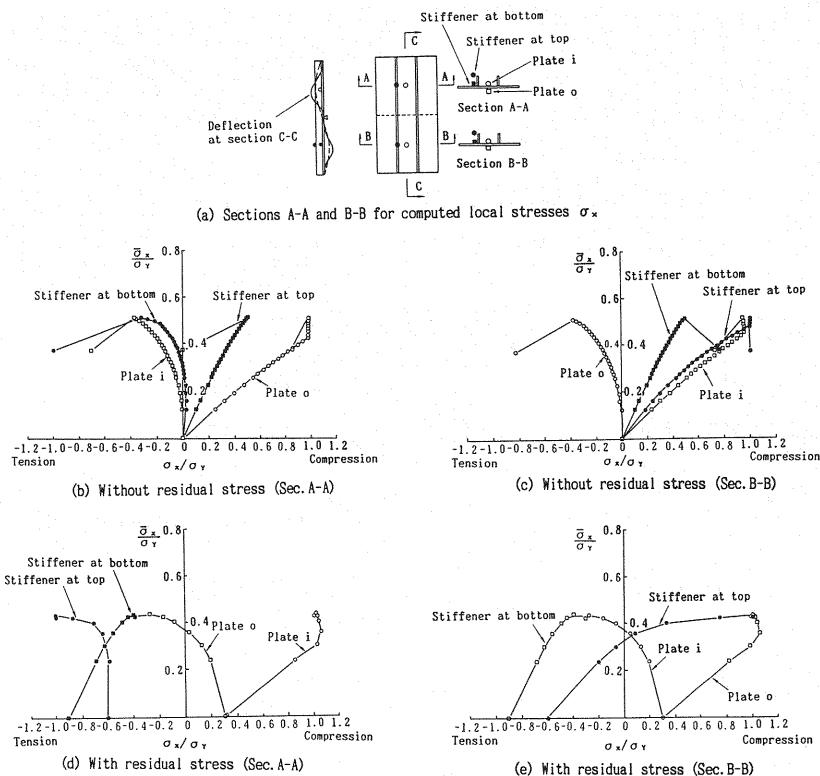 Stiffener at bottom
C
Stiffener at top
Plate i
A
A
Plate o
Section A-A
Deflection
at section C-C
B
B
Section B-B
C
(a) Sections A-A and B-B for computed local stresses σx
σ̄x/σY
0.8
0.6
0.4
0.2
Stiffener at bottom
Stiffener at top
Plate i
Plate o
-1.2 -1.0 -0.8 -0.6 -0.4 -0.2 0 0.2 0.4 0.6 0.8 1.0 1.2
Tension
σx/σY
Compression
(b) Without residual stress (Sec. A-A)
σ̄x/σY
0.8
0.6
0.4
0.2
Stiffener at bottom
Stiffener at top
Plate o
Plate i
-1.2 -1.0 -0.8 -0.6 -0.4 -0.2 0 0.2 0.4 0.6 0.8 1.0 1.2
Tension
σx/σY
Compression
(c) Without residual stress (Sec. B-B)
σ̄x/σY
0.8
0.6
0.4
0.2
Stiffener at bottom
Stiffener at top
Plate o
Plate i
-1.2 -1.0 -0.8 -0.6 -0.4 -0.2 0 0.2 0.4 0.6 0.8 1.0 1.2
Tension
σx/σY
Compression
(d) With residual stress (Sec. A-A)
σ̄x/σY
0.8
0.6
0.4
0.2
Stiffener at bottom
Stiffener at top
Plate i
Plate o
-1.2 -1.0 -0.8 -0.6 -0.4 -0.2 0 0.2 0.4 0.6 0.8 1.0 1.2
Tension
σx/σY
Compression
(e) With residual stress (Sec. B-B)